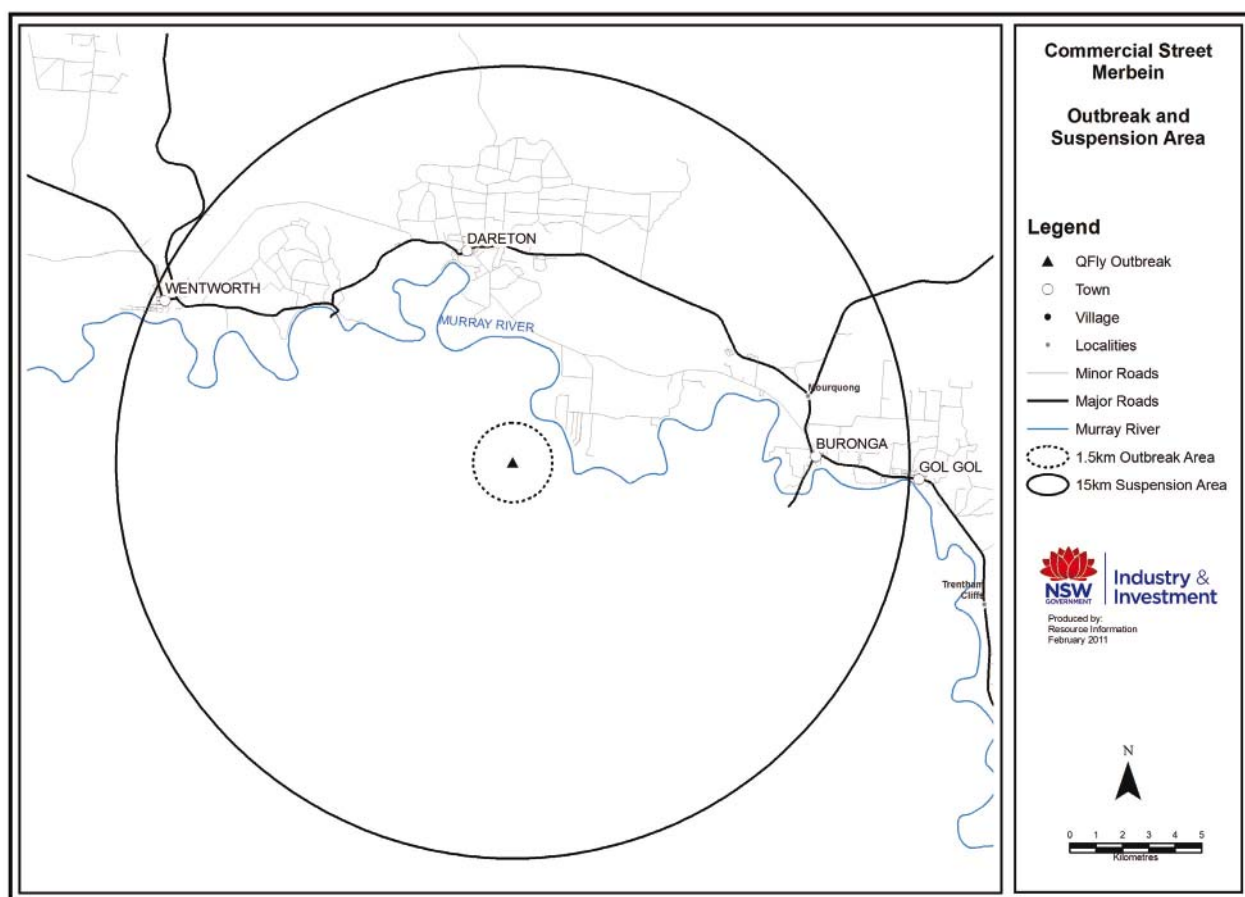 Commercial Street
Merbein
Outbreak and
Suspension Area
DARETON
WENTWORTH
MURRAY RIVER
Mourquong
BURONGA
GOL GOL
Trentham
Cliffs
Legend
QFly Outbreak
Town
Village
Localities
Minor Roads
Major Roads
Murray River
1.5km Outbreak Area
15km Suspension Area
NSW
GOVERNMENT
Industry &
Investment
Produced by:
Resource Information
February 2011
N
0 1 2 3 4 5
Kilometres